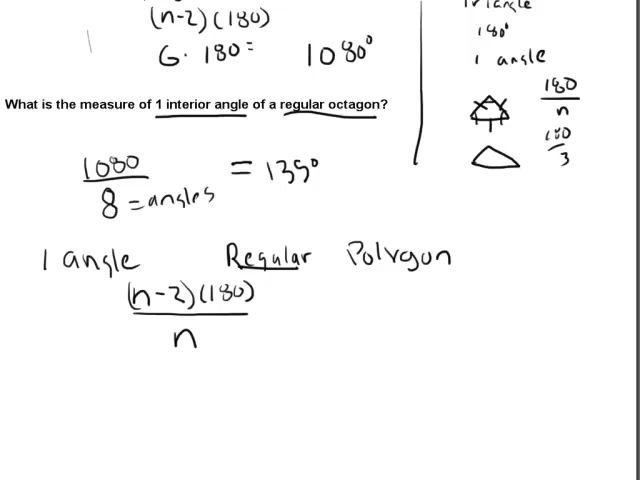 (n-2)(180)
6·180=
1080°
What is the measure of 1 interior angle of a regular octagon?
1080
8 = angles
= 135°
1 angle Regular Polygon
(n-2)(180)
n
Triangle
180°
1 angle
180
n
180
3